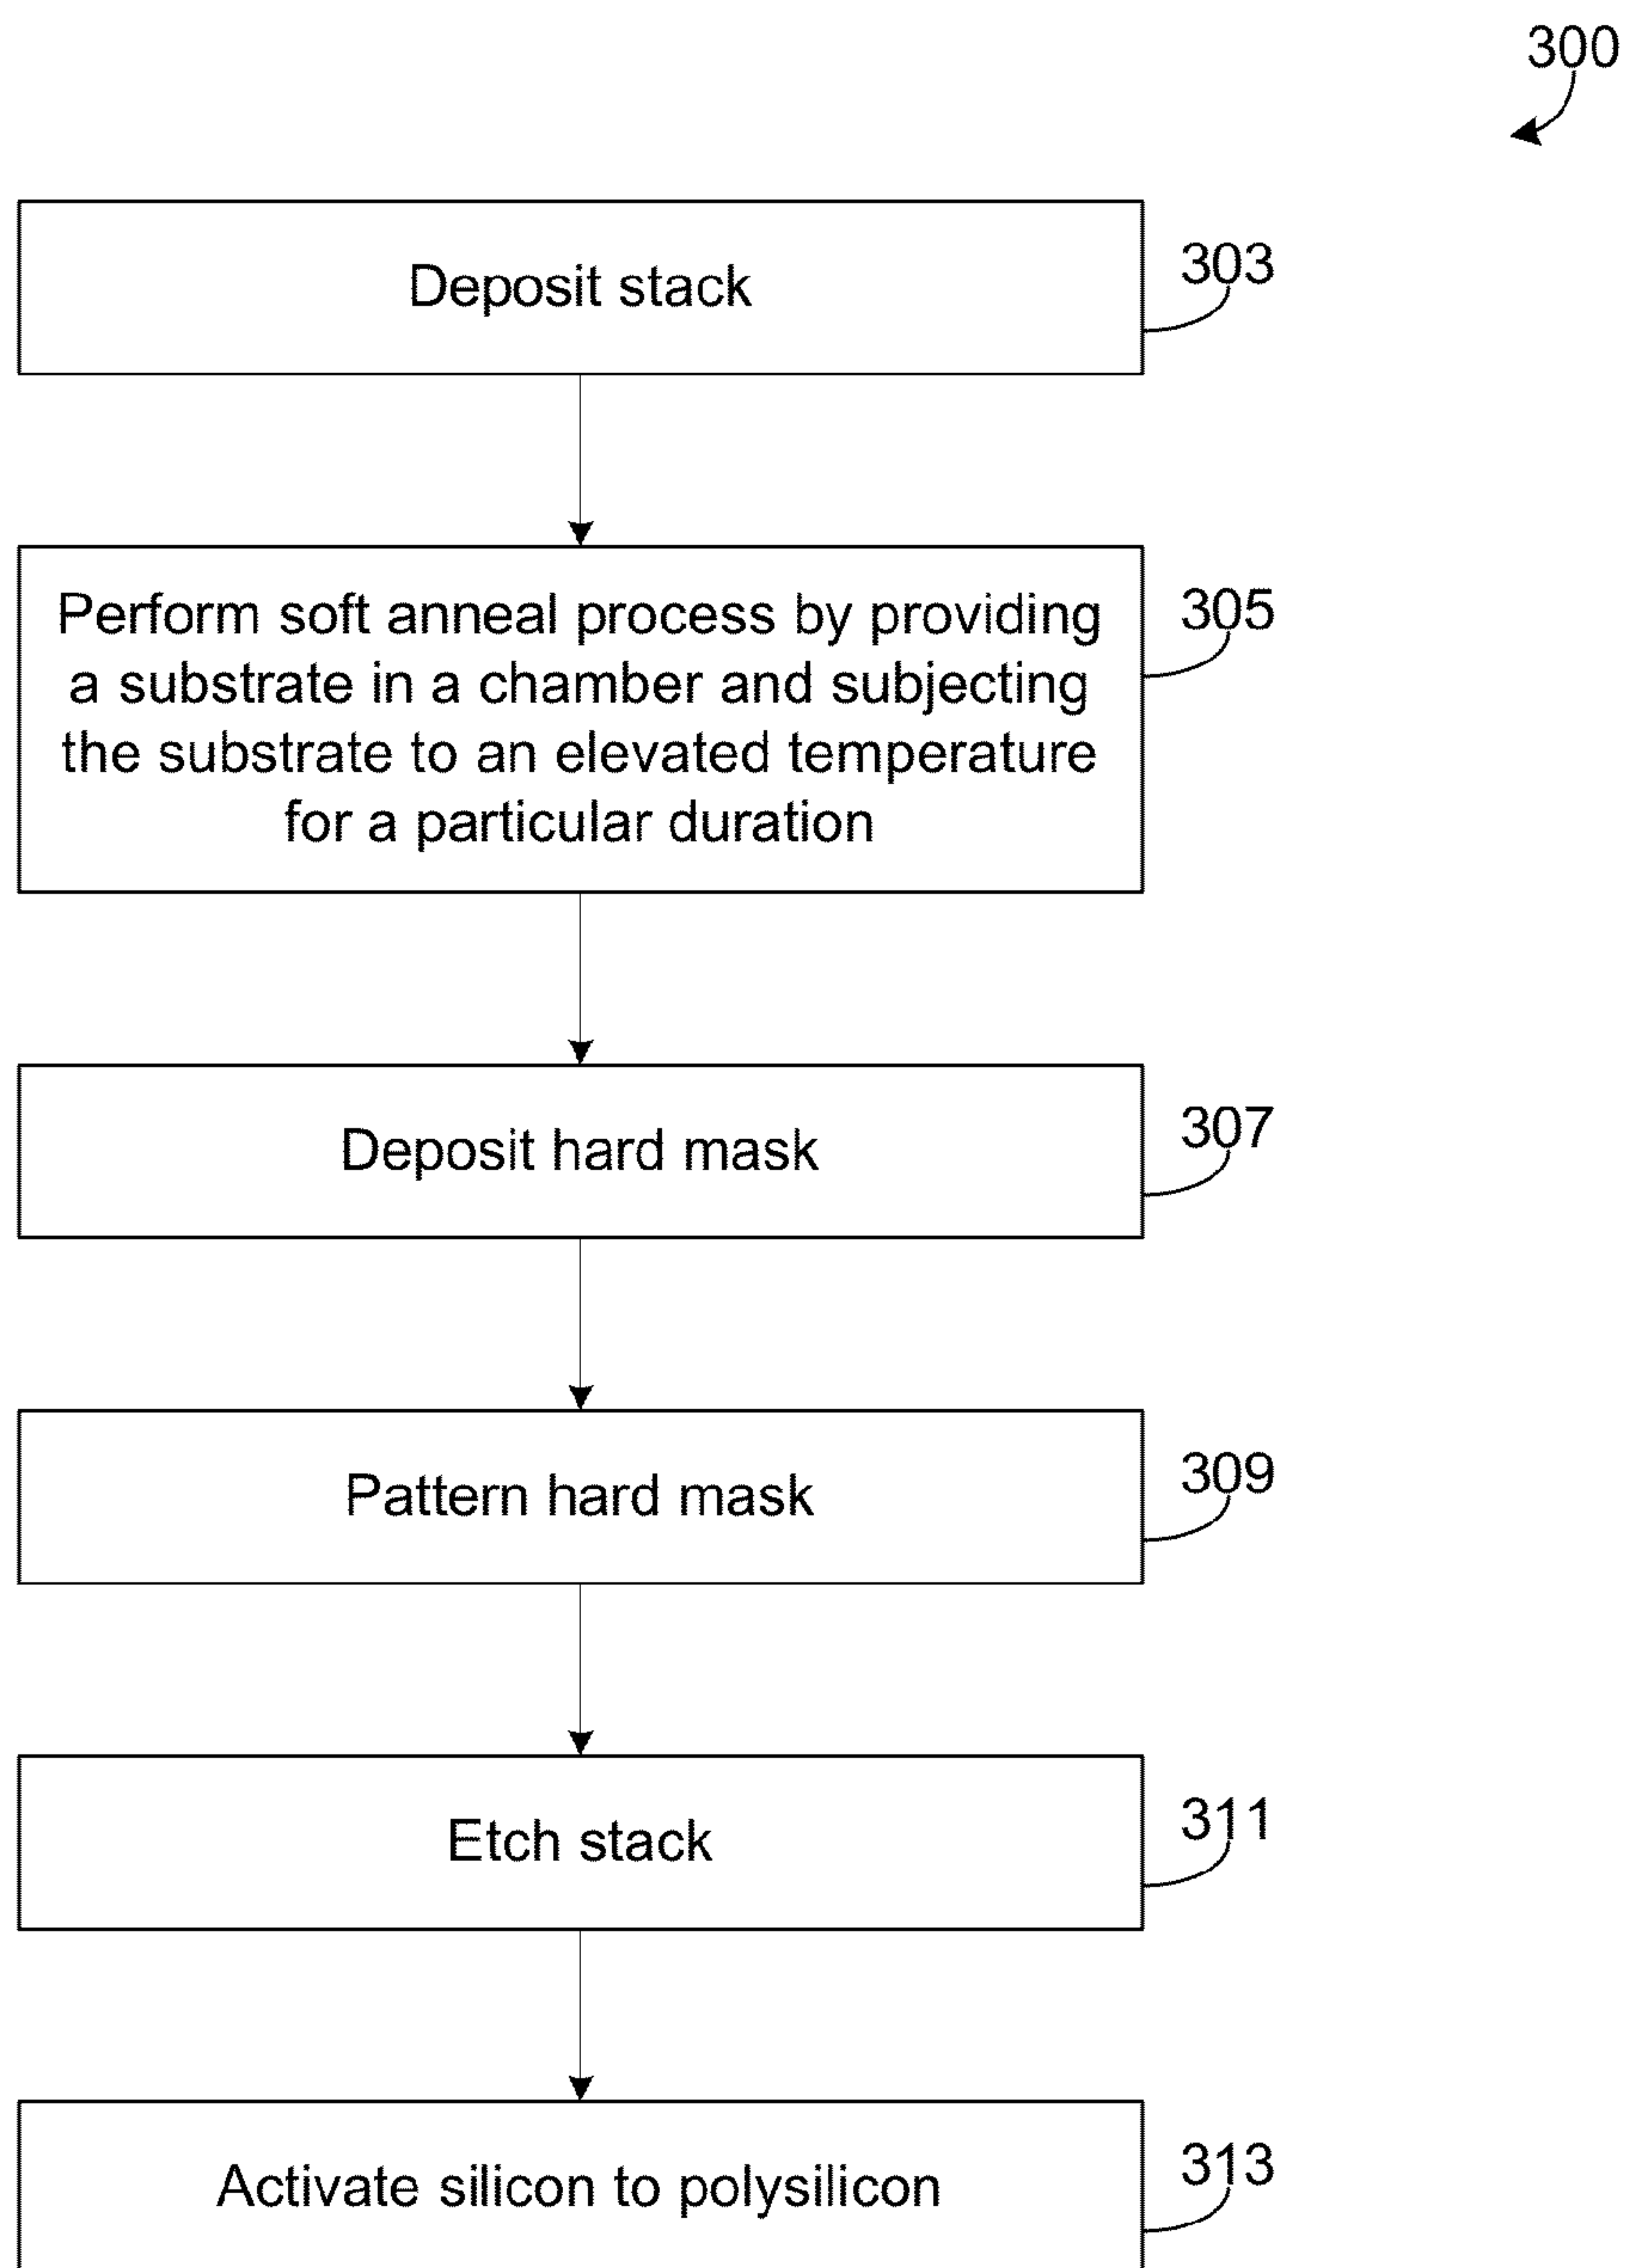 300
Deposit stack
303
Perform soft anneal process by providing
a substrate in a chamber and subjecting
the substrate to an elevated temperature
for a particular duration
305
Deposit hard mask
307
Pattern hard mask
309
Etch stack
311
Activate silicon to polysilicon
313